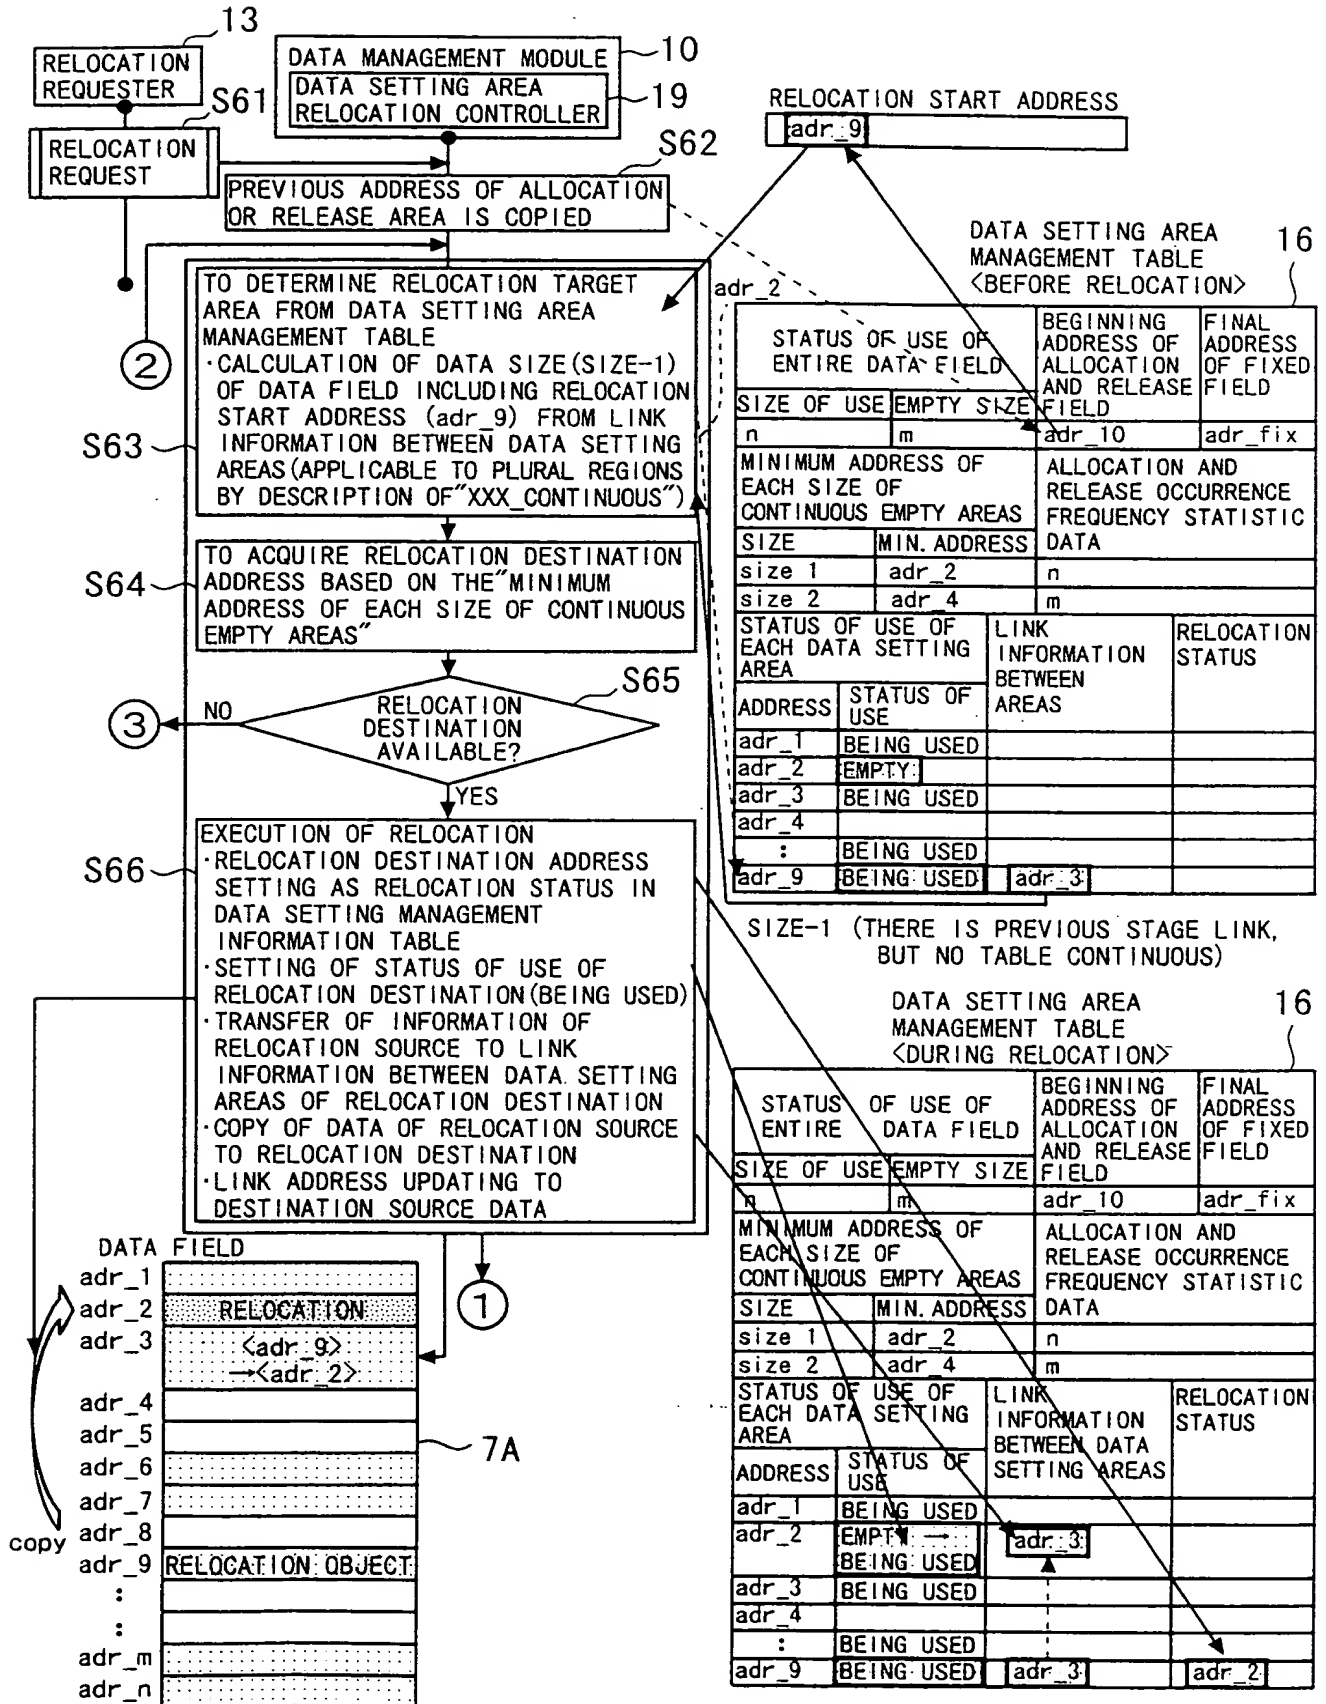 13
RELOCATION
REQUESTER
DATA MANAGEMENT MODULE
10
DATA SETTING AREA
RELOCATION CONTROLLER
19
S61
RELOCATION
REQUEST
S62
PREVIOUS ADDRESS OF ALLOCATION
OR RELEASE AREA IS COPIED
RELOCATION START ADDRESS
adr_9
2
S63
TO DETERMINE RELOCATION TARGET
AREA FROM DATA SETTING AREA
MANAGEMENT TABLE
·CALCULATION OF DATA SIZE(SIZE-1)
OF DATA FIELD INCLUDING RELOCATION
START ADDRESS (adr_9) FROM LINK
INFORMATION BETWEEN DATA SETTING
AREAS(APPLICABLE TO PLURAL REGIONS
BY DESCRIPTION OF"XXX_CONTINUOUS")
S64
TO ACQUIRE RELOCATION DESTINATION
ADDRESS BASED ON THE"MINIMUM
ADDRESS OF EACH SIZE OF CONTINUOUS
EMPTY AREAS"
S65
RELOCATION
DESTINATION
AVAILABLE?
NO
3
YES
S66
EXECUTION OF RELOCATION
·RELOCATION DESTINATION ADDRESS
SETTING AS RELOCATION STATUS IN
DATA SETTING MANAGEMENT
INFORMATION TABLE
·SETTING OF STATUS OF USE OF
RELOCATION DESTINATION(BEING USED)
·TRANSFER OF INFORMATION OF
RELOCATION SOURCE TO LINK
INFORMATION BETWEEN DATA SETTING
AREAS OF RELOCATION DESTINATION
·COPY OF DATA OF RELOCATION SOURCE
TO RELOCATION DESTINATION
·LINK ADDRESS UPDATING TO
DESTINATION SOURCE DATA
1
DATA FIELD
adr_1
adr_2 RELOCATION
adr_3 <adr_9>
→<adr_2>
adr_4
adr_5
adr_6
adr_7
adr_8
adr_9 RELOCATION OBJECT
:
:
adr_m
adr_n
copy
7A
DATA SETTING AREA
MANAGEMENT TABLE
<BEFORE RELOCATION>
16
adr_2
STATUS OF USE OF
ENTIRE DATA FIELD
BEGINNING
ADDRESS OF
ALLOCATION
AND RELEASE
FIELD
FINAL
ADDRESS
OF FIXED
FIELD
SIZE OF USE EMPTY SIZE
n m adr_10 adr_fix
MINIMUM ADDRESS OF
EACH SIZE OF
CONTINUOUS EMPTY AREAS
ALLOCATION AND
RELEASE OCCURRENCE
FREQUENCY STATISTIC
DATA
SIZE MIN. ADDRESS
size 1 adr_2 n
size 2 adr_4 m
STATUS OF USE OF
EACH DATA SETTING
AREA
LINK
INFORMATION
BETWEEN
AREAS
RELOCATION
STATUS
ADDRESS STATUS OF
USE
adr_1 BEING USED
adr_2 EMPTY
adr_3 BEING USED
adr_4
: BEING USED
adr_9 BEING USED adr_3
SIZE-1 (THERE IS PREVIOUS STAGE LINK,
BUT NO TABLE CONTINUOUS)
DATA SETTING AREA
MANAGEMENT TABLE
<DURING RELOCATION>
16
STATUS OF USE OF
ENTIRE DATA FIELD
BEGINNING
ADDRESS OF
ALLOCATION
AND RELEASE
FIELD
FINAL
ADDRESS
OF FIXED
FIELD
SIZE OF USE EMPTY SIZE
n m adr_10 adr_fix
MINIMUM ADDRESS OF
EACH SIZE OF
CONTINUOUS EMPTY AREAS
ALLOCATION AND
RELEASE OCCURRENCE
FREQUENCY STATISTIC
DATA
SIZE MIN. ADDRESS
size 1 adr_2 n
size 2 adr_4 m
STATUS OF USE OF
EACH DATA SETTING
AREA
LINK
INFORMATION
BETWEEN DATA
SETTING AREAS
RELOCATION
STATUS
ADDRESS STATUS OF
USE
adr_1 BEING USED
adr_2 EMPTY →
BEING USED
adr_3
adr_3 BEING USED
adr_4
: BEING USED
adr_9 BEING USED adr_3 adr_2